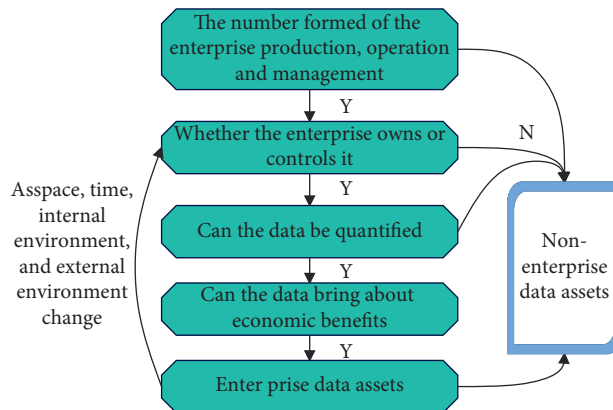 The number formed of the
enterprise production, operation
and management
Y
N
Whether the enterprise owns or
controls it
Y
Asspace, time,
internal
environment,
and external
environment
change
Can the data be quantified
Non-
enterprise
data assets
Y
Can the data bring about
economic benefits
Y
Enter prise data assets